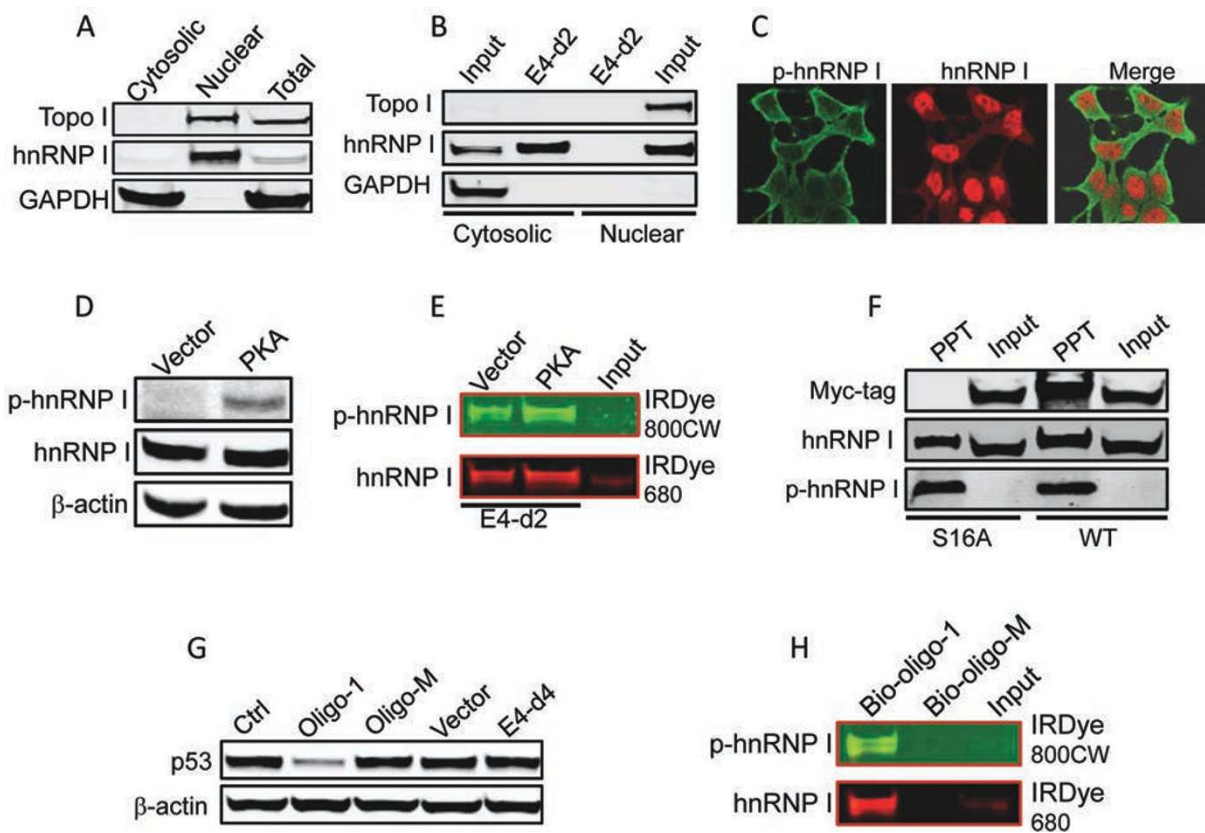 A
Cytosolic
Nuclear
Total
Topo I
hnRNP I
GAPDH
B
Input
E4-d2
E4-d2
Input
Topo I
hnRNP I
GAPDH
Cytosolic
Nuclear
C
p-hnRNP I
hnRNP I
Merge
D
Vector
PKA
p-hnRNP I
hnRNP I
β-actin
E
Vector
PKA
Input
p-hnRNP I
IRDye
800CW
hnRNP I
IRDye
680
E4-d2
F
PPT
Input
PPT
Input
Myc-tag
hnRNP I
p-hnRNP I
S16A
WT
G
Ctrl
Oligo-1
Oligo-M
Vector
E4-d4
p53
β-actin
H
Bio-oligo-1
Bio-oligo-M
Input
p-hnRNP I
IRDye
800CW
hnRNP I
IRDye
680